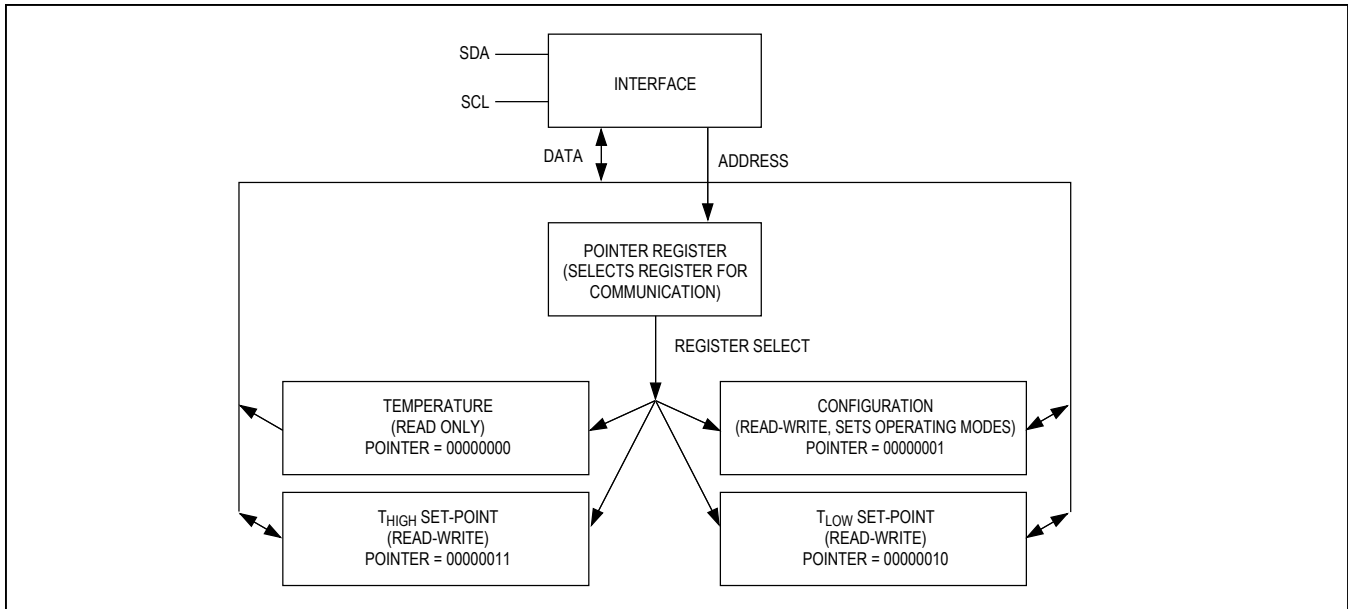 SDA
SCL
INTERFACE
DATA
ADDRESS
POINTER REGISTER
(SELECTS REGISTER FOR
COMMUNICATION)
REGISTER SELECT
TEMPERATURE
(READ ONLY)
POINTER = 00000000
CONFIGURATION
(READ-WRITE, SETS OPERATING MODES)
POINTER = 00000001
THIGH SET-POINT
(READ-WRITE)
POINTER = 00000011
TLOW SET-POINT
(READ-WRITE)
POINTER = 00000010